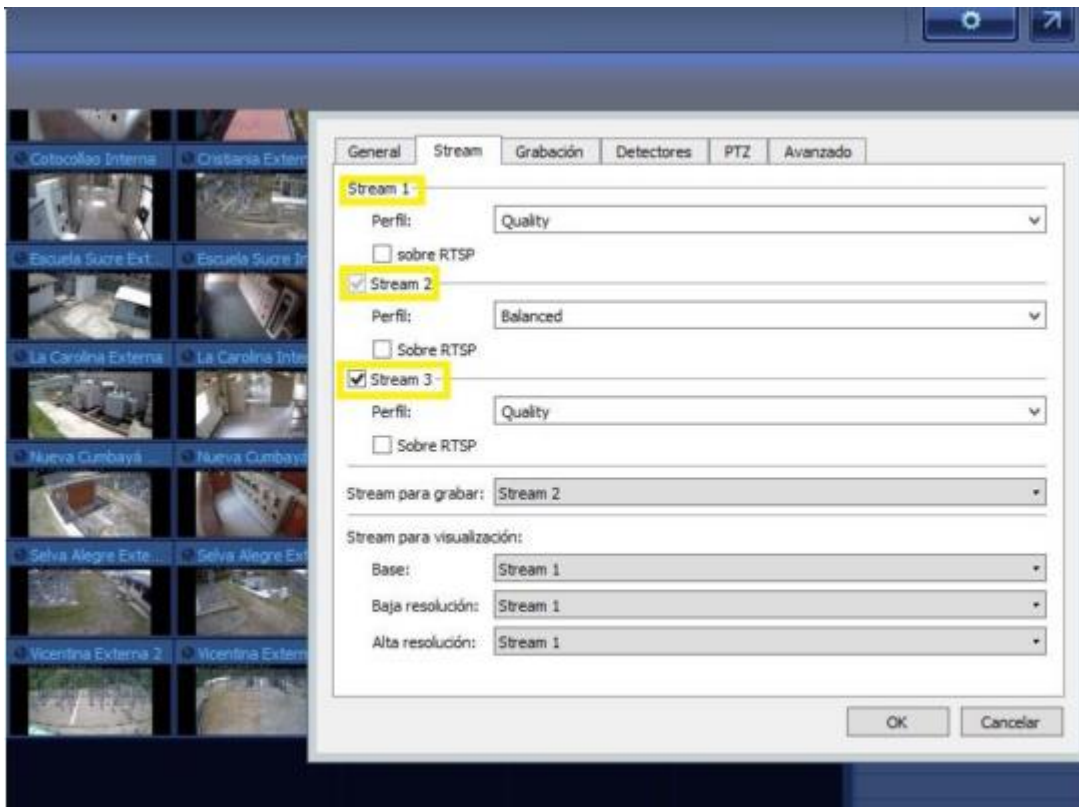 Cotocollao Interna
Cristiania Extern
General Stream Grabación Detectores PTZ Avanzado
Stream 1
Perfil: Quality
sobre RTSP
Escuela Sucre Ext...
Escuela Sucre In
Stream 2
Perfil: Balanced
Sobre RTSP
La Carolina Externa
La Carolina Inte
Stream 3
Perfil: Quality
Sobre RTSP
Nueva Cumbayá ...
Nueva Cumbaya
Stream para grabar: Stream 2
Stream para visualización:
Selva Alegre Exte...
Selva Alegre Ext
Base: Stream 1
Baja resolución: Stream 1
Alta resolución: Stream 1
Vicentina Externa 2
Vicentina Extern
OK Cancelar